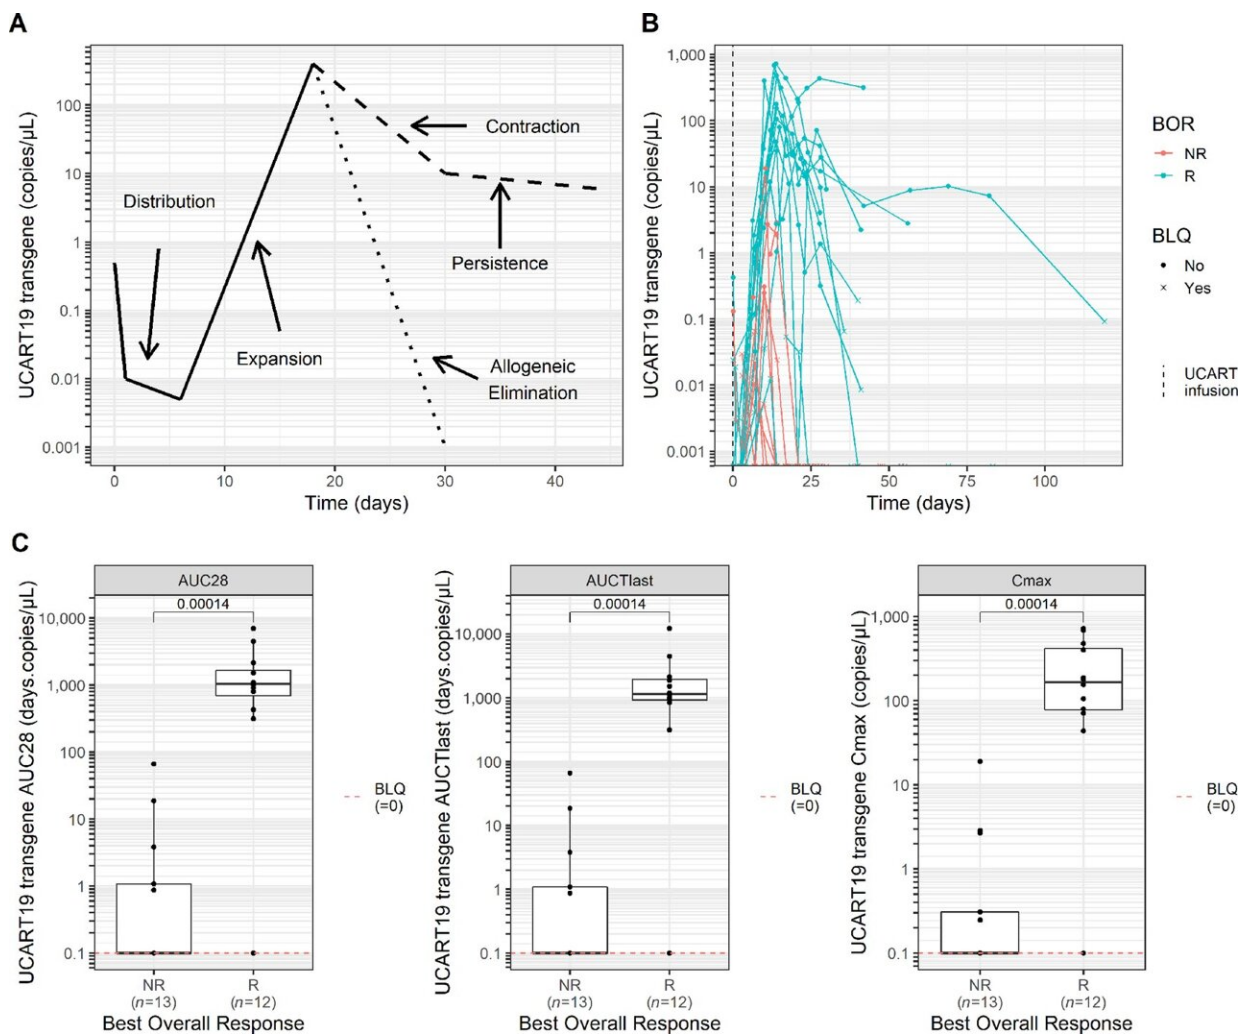 A
UCART19 transgene (copies/µL)
100
10
1
0.1
0.01
0.001
Distribution
Contraction
Persistence
Expansion
Allogeneic
Elimination
0
10
20
30
40
Time (days)
B
UCART19 transgene (copies/µL)
1,000
100
10
1
0.1
0.01
0.001
0
25
50
75
100
Time (days)
BOR
NR
R
BLQ
No
Yes
UCART
infusion
C
AUC28
UCART19 transgene AUC28 (days.copies/µL)
0.00014
10,000
1,000
100
10
1
0.1
NR
(n=13)
R
(n=12)
Best Overall Response
BLQ
(=0)
AUCTlast
UCART19 transgene AUCTlast (days.copies/µL)
0.00014
10,000
1,000
100
10
1
0.1
NR
(n=13)
R
(n=12)
Best Overall Response
BLQ
(=0)
Cmax
UCART19 transgene Cmax (copies/µL)
0.00014
1,000
100
10
1
0.1
NR
(n=13)
R
(n=12)
Best Overall Response
BLQ
(=0)